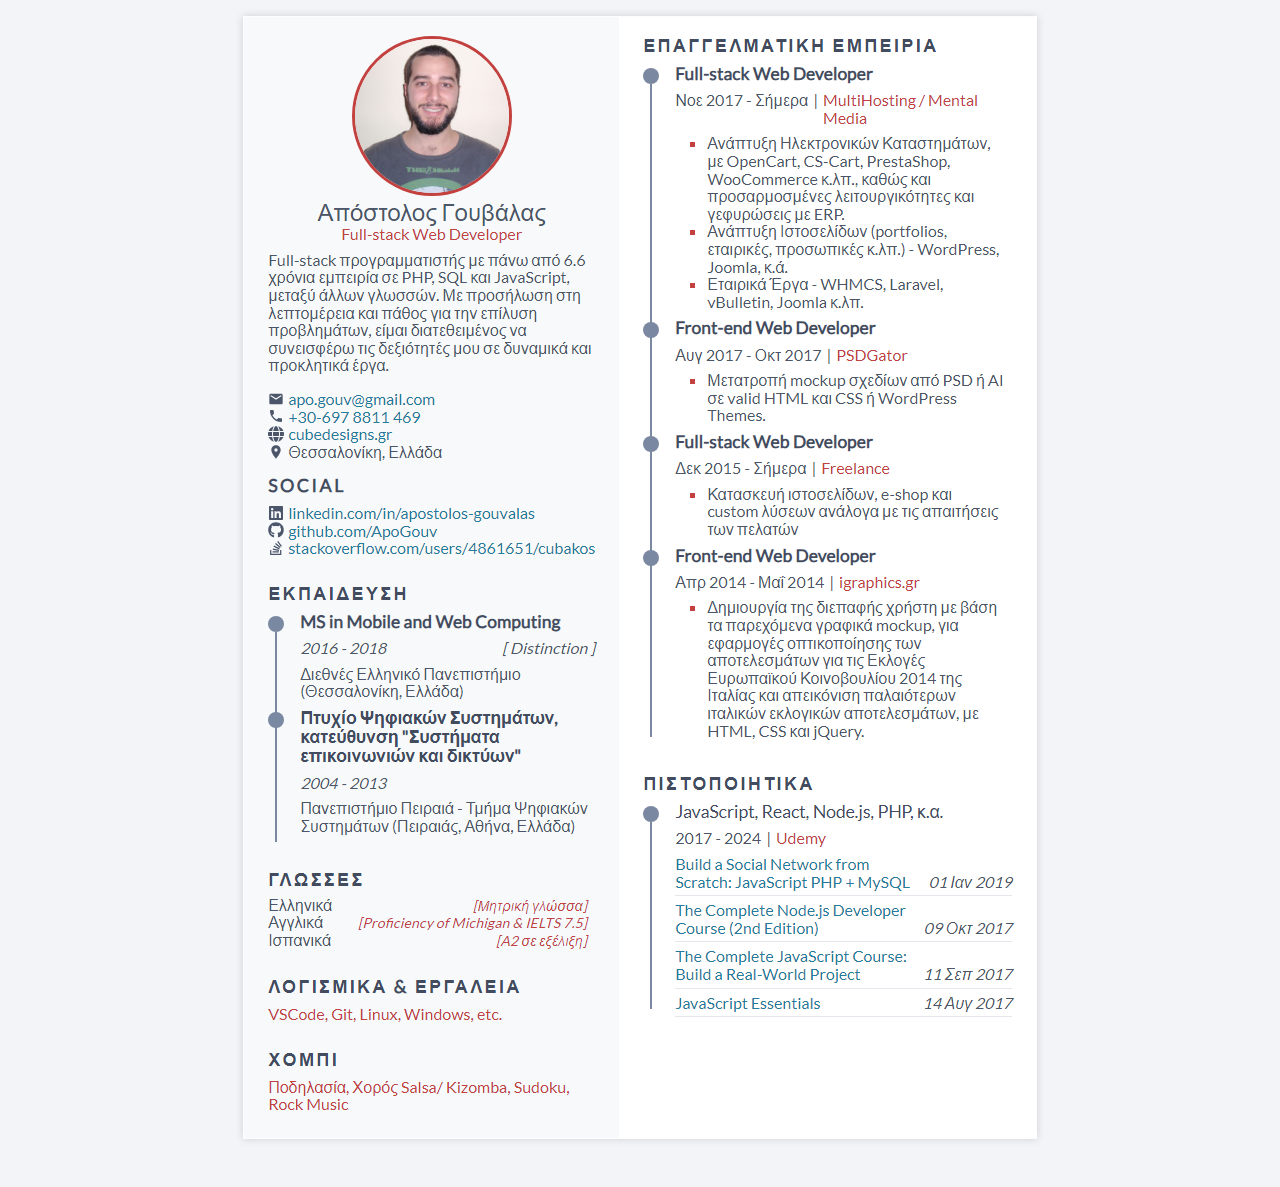 Απόστολος Γουβάλας
Full-stack Web Developer
Full-stack προγραμματιστής με πάνω από 6.6
χρόνια εμπειρία σε PHP, SQL και JavaScript,
μεταξύ άλλων γλωσσών. Με προσήλωση στη
λεπτομέρεια και πάθος για την επίλυση
προβλημάτων, είμαι διατεθειμένος να
συνεισφέρω τις δεξιότητές μου σε δυναμικά και
προκλητικά έργα.
apo.gouv@gmail.com
+30-697 8811 469
cubedesigns.gr
Θεσσαλονίκη, Ελλάδα
SOCIAL
linkedin.com/in/apostolos-gouvalas
github.com/ApoGouv
stackoverflow.com/users/4861651/cubakos
ΕΚΠΑΙΔΕΥΣΗ
MS in Mobile and Web Computing
2016 - 2018 [ Distinction ]
Διεθνές Ελληνικό Πανεπιστήμιο
(Θεσσαλονίκη, Ελλάδα)
Πτυχίο Ψηφιακών Συστημάτων,
κατεύθυνση "Συστήματα
επικοινωνιών και δικτύων"
2004 - 2013
Πανεπιστήμιο Πειραιά - Τμήμα Ψηφιακών
Συστημάτων (Πειραιάς, Αθήνα, Ελλάδα)
ΓΛΩΣΣΕΣ
Ελληνικά [Μητρική γλώσσα]
Αγγλικά [Proficiency of Michigan & IELTS 7.5]
Ισπανικά [A2 σε εξέλιξη]
ΛΟΓΙΣΜΙΚΑ & ΕΡΓΑΛΕΙΑ
VSCode, Git, Linux, Windows, etc.
ΧΟΜΠΙ
Ποδηλασία, Χορός Salsa/ Kizomba, Sudoku,
Rock Music
ΕΠΑΓΓΕΛΜΑΤΙΚΗ ΕΜΠΕΙΡΙΑ
Full-stack Web Developer
Νοε 2017 - Σήμερα | MultiHosting / Mental
Media
Ανάπτυξη Ηλεκτρονικών Καταστημάτων,
με OpenCart, CS-Cart, PrestaShop,
WooCommerce κ.λπ., καθώς και
προσαρμοσμένες λειτουργικότητες και
γεφυρώσεις με ERP.
Ανάπτυξη Ιστοσελίδων (portfolios,
εταιρικές, προσωπικές κ.λπ.) - WordPress,
Joomla, κ.ά.
Εταιρικά Έργα - WHMCS, Laravel,
vBulletin, Joomla κ.λπ.
Front-end Web Developer
Αυγ 2017 - Οκτ 2017 | PSDGator
Μετατροπή mockup σχεδίων από PSD ή AI
σε valid HTML και CSS ή WordPress
Themes.
Full-stack Web Developer
Δεκ 2015 - Σήμερα | Freelance
Κατασκευή ιστοσελίδων, e-shop και
custom λύσεων ανάλογα με τις απαιτήσεις
των πελατών
Front-end Web Developer
Απρ 2014 - Μαΐ 2014 | igraphics.gr
Δημιουργία της διεπαφής χρήστη με βάση
τα παρεχόμενα γραφικά mockup, για
εφαρμογές οπτικοποίησης των
αποτελεσμάτων για τις Εκλογές
Ευρωπαϊκού Κοινοβουλίου 2014 της
Ιταλίας και απεικόνιση παλαιότερων
ιταλικών εκλογικών αποτελεσμάτων, με
HTML, CSS και jQuery.
ΠΙΣΤΟΠΟΙΗΤΙΚΑ
JavaScript, React, Node.js, PHP, κ.α.
2017 - 2024 | Udemy
Build a Social Network from
Scratch: JavaScript PHP + MySQL 01 Ιαν 2019
The Complete Node.js Developer
Course (2nd Edition) 09 Οκτ 2017
The Complete JavaScript Course:
Build a Real-World Project 11 Σεπ 2017
JavaScript Essentials 14 Αυγ 2017